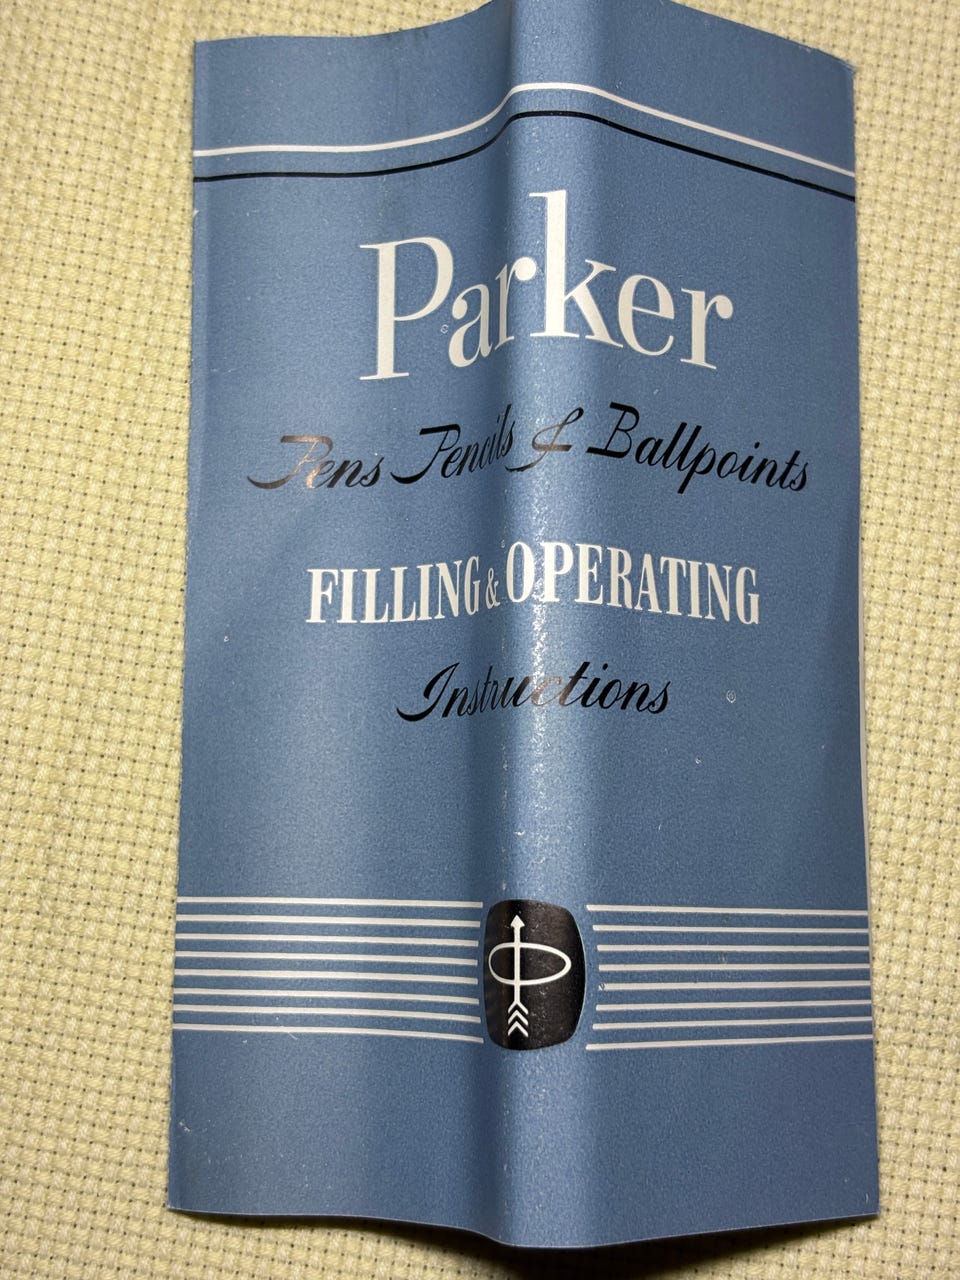 Parker
Pens Pencils & Ballpoints
FILLING & OPERATING
Instructions